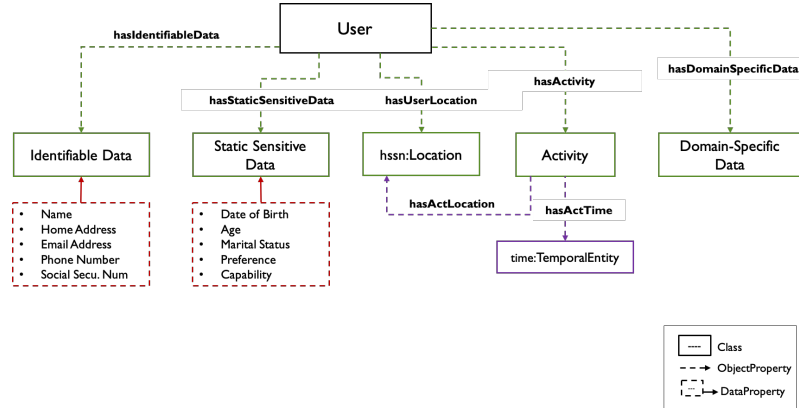 User
hasIdentifiableData
hasActivity
hasDomainSpecificData
hasStaticSensitiveData
hasUserLocation
Identifiable Data
Static Sensitive
Data
hssn:Location
Activity
Domain-Specific
Data
• Name
• Home Address
• Email Address
• Phone Number
• Social Secu. Num
• Date of Birth
• Age
• Marital Status
• Preference
• Capability
hasActLocation
hasActTime
time:TemporalEntity
---- Class
ObjectProperty
... DataProperty